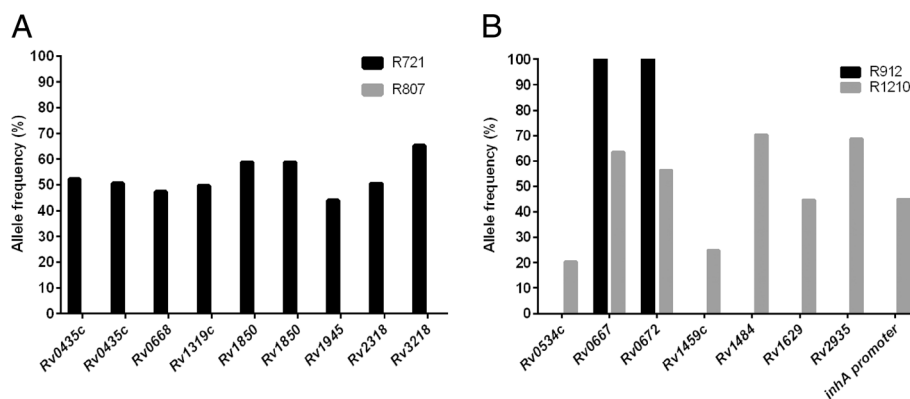 A
Allele frequency (%)
100
90
80
70
60
50
40
30
20
10
0
R721
R807
Rv0435c
Rv0435c
Rv0668
Rv1319c
Rv1850
Rv1850
Rv1945
Rv2318
Rv3218
B
Allele frequency (%)
100
90
80
70
60
50
40
30
20
10
0
R912
R1210
Rv0534c
Rv0667
Rv0672
Rv1459c
Rv1484
Rv1629
Rv2935
inhA promoter